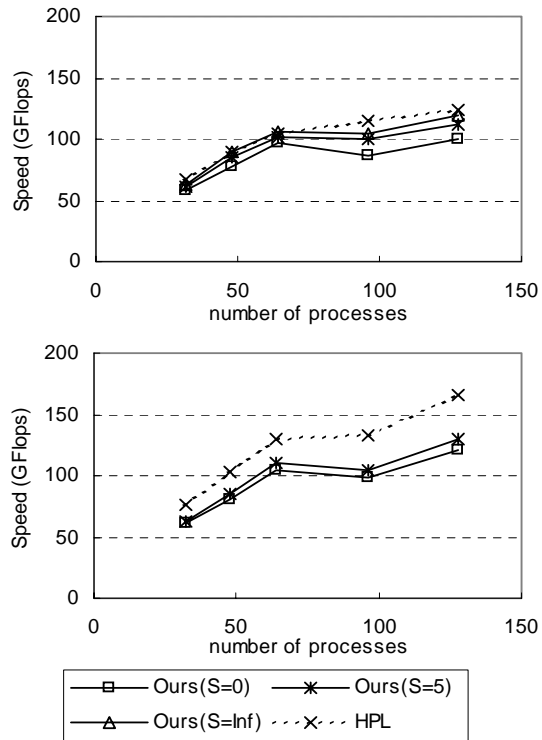 200
150
100
50
0
Speed (GFlops)
0 50 100 150
number of processes
200
150
100
50
0
Speed (GFlops)
0 50 100 150
number of processes
Ours(S=0) Ours(S=5)
Ours(S=Inf) HPL